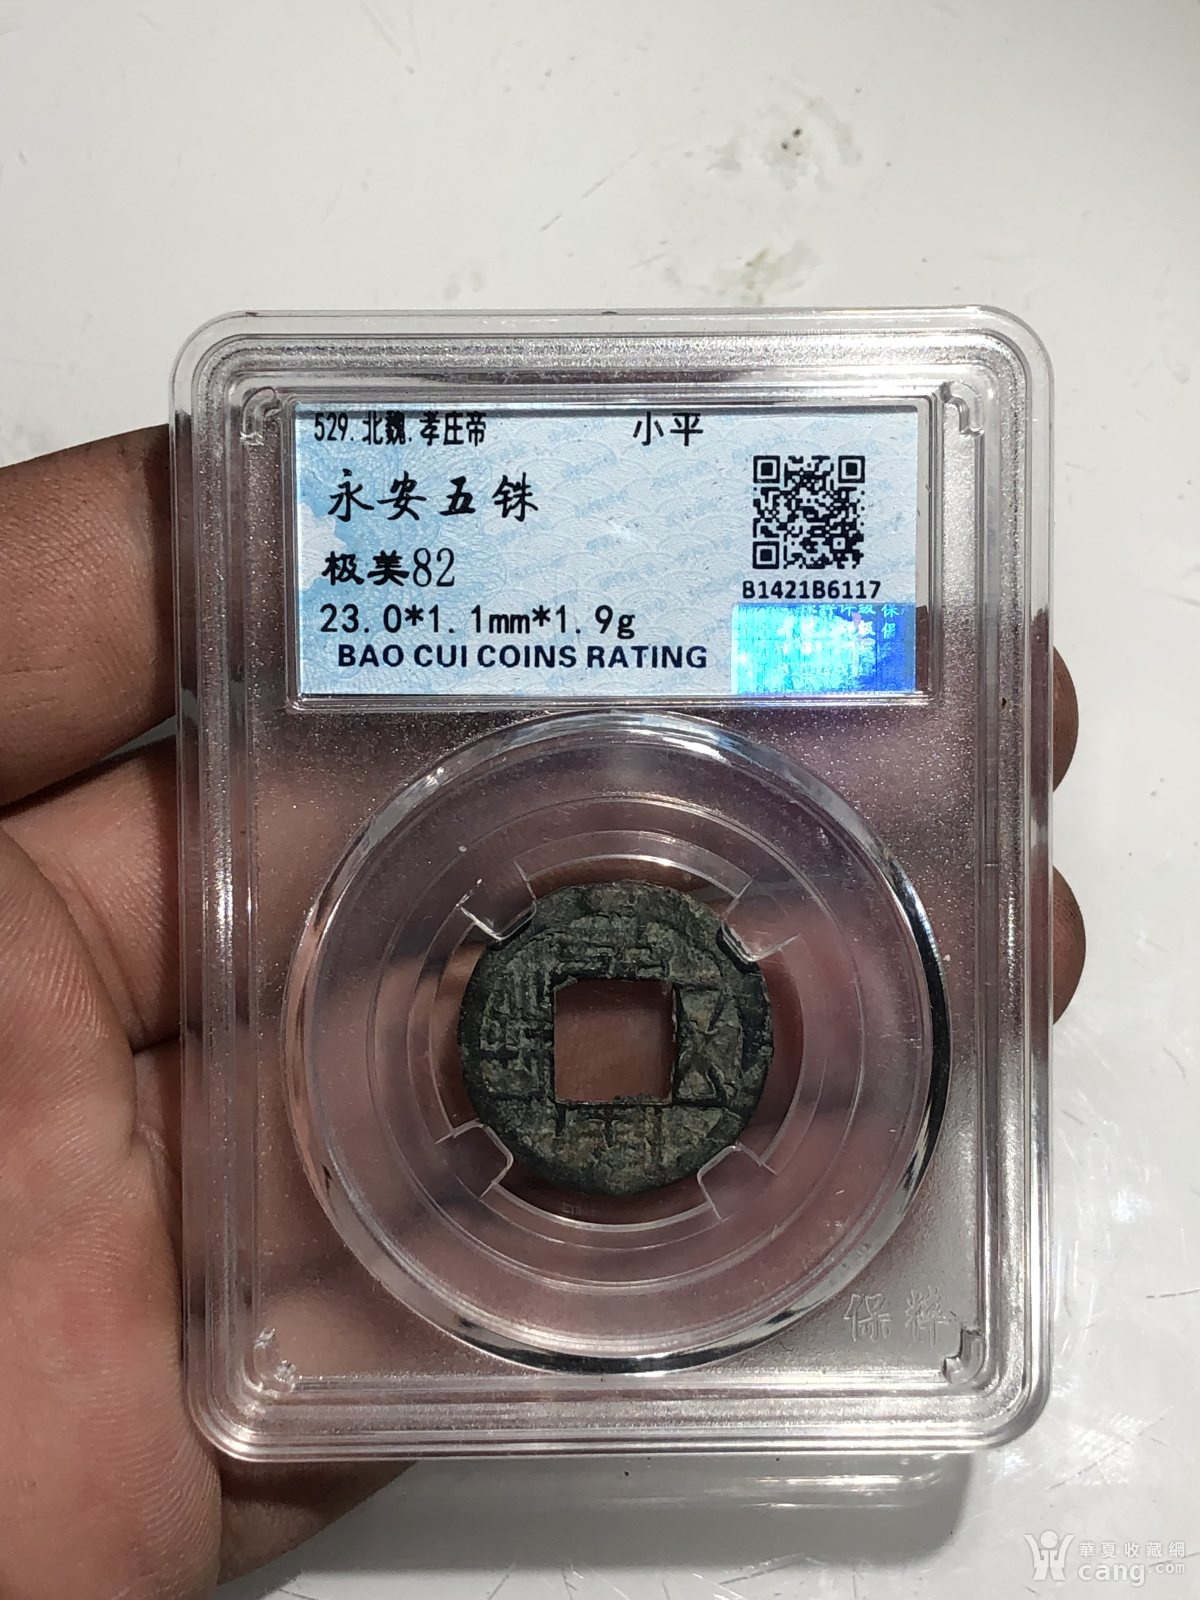 529.北魏.孝庄帝 小平
永安五铢
极美82
B1421B6117
23.0*1.1mm*1.9g
BAO CUI COINS RATING
保粹
華夏收藏網
cang.com